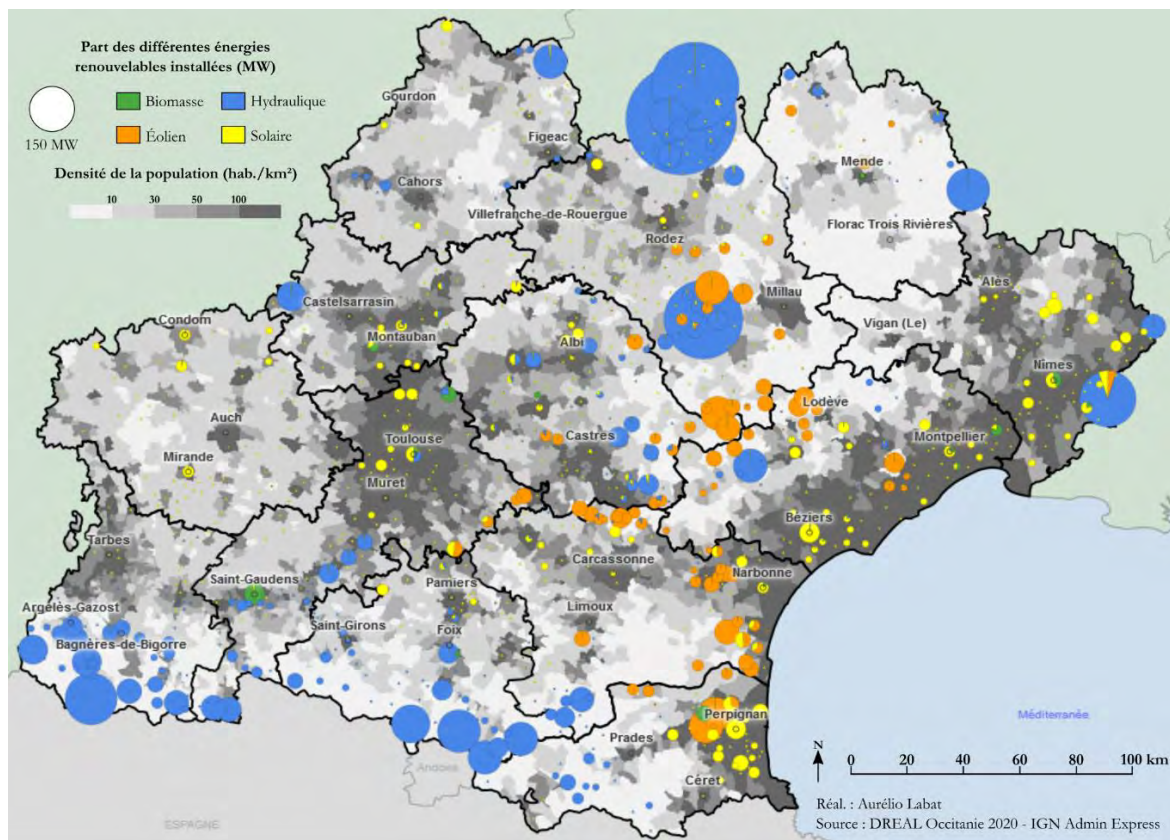 Part des différentes énergies
renouvelables installées (MW)
150 MW
Biomasse
Hydraulique
Éolien
Solaire
Densité de la population (hab./km²)
10 30 50 100
Gourdon
Figeac
Cahors
Villefranche-de-Rouergue
Rodez
Mende
Florac Trois Rivières
Castelsarrasin
Montauban
Albi
Millau
Alès
Vigan (Le)
Condom
Nîmes
Auch
Toulouse
Castres
Lodève
Montpellier
Mirande
Muret
Béziers
Tarbes
Saint-Gaudens
Pamiers
Carcassonne
Narbonne
Argelès-Gazost
Bagnères-de-Bigorre
Saint-Girons
Foix
Limoux
Perpignan
Prades
Céret
Andorra
ESPAGNE
Méditerranée
N
0 20 40 60 80 100 km
Réal. : Aurélio Labat
Source : DREAL Occitanie 2020 - IGN Admin Express